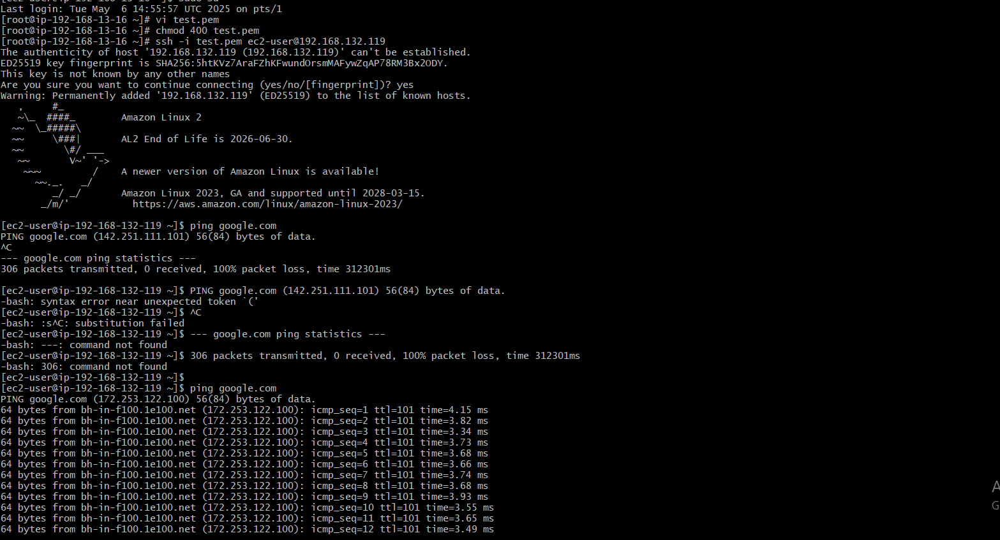 [ec2-user@ip-192-168-13-16 ~]$ sudo su
Last login: Tue May  6 14:55:57 UTC 2025 on pts/1
[root@ip-192-168-13-16 ~]# vi test.pem
[root@ip-192-168-13-16 ~]# chmod 400 test.pem
[root@ip-192-168-13-16 ~]# ssh -i test.pem ec2-user@192.168.132.119
The authenticity of host '192.168.132.119 (192.168.132.119)' can't be established.
ED25519 key fingerprint is SHA256:5htKVz7AraFZhKFwundOrsmMAFywZqAP78RM3Bx2ODY.
This key is not known by any other names
Are you sure you want to continue connecting (yes/no/[fingerprint])? yes
Warning: Permanently added '192.168.132.119' (ED25519) to the list of known hosts.
   ,     #_
   ~\_  ####_        Amazon Linux 2
  ~~  \_#####\
  ~~     \###|       AL2 End of Life is 2026-06-30.
  ~~       \#/ ___
   ~~       V~' '->
    ~~~         /    A newer version of Amazon Linux is available!
      ~~._.   _/
         _/ _/       Amazon Linux 2023, GA and supported until 2028-03-15.
       _/m/'           https://aws.amazon.com/linux/amazon-linux-2023/
[ec2-user@ip-192-168-132-119 ~]$ ping google.com
PING google.com (142.251.111.101) 56(84) bytes of data.
^C
--- google.com ping statistics ---
306 packets transmitted, 0 received, 100% packet loss, time 312301ms
[ec2-user@ip-192-168-132-119 ~]$ PING google.com (142.251.111.101) 56(84) bytes of data.
-bash: syntax error near unexpected token `('
[ec2-user@ip-192-168-132-119 ~]$ ^C
-bash: :s^C: substitution failed
[ec2-user@ip-192-168-132-119 ~]$ --- google.com ping statistics ---
-bash: ---: command not found
[ec2-user@ip-192-168-132-119 ~]$ 306 packets transmitted, 0 received, 100% packet loss, time 312301ms
-bash: 306: command not found
[ec2-user@ip-192-168-132-119 ~]$
[ec2-user@ip-192-168-132-119 ~]$ ping google.com
PING google.com (172.253.122.100) 56(84) bytes of data.
64 bytes from bh-in-f100.1e100.net (172.253.122.100): icmp_seq=1 ttl=101 time=4.15 ms
64 bytes from bh-in-f100.1e100.net (172.253.122.100): icmp_seq=2 ttl=101 time=3.82 ms
64 bytes from bh-in-f100.1e100.net (172.253.122.100): icmp_seq=3 ttl=101 time=3.34 ms
64 bytes from bh-in-f100.1e100.net (172.253.122.100): icmp_seq=4 ttl=101 time=3.73 ms
64 bytes from bh-in-f100.1e100.net (172.253.122.100): icmp_seq=5 ttl=101 time=3.68 ms
64 bytes from bh-in-f100.1e100.net (172.253.122.100): icmp_seq=6 ttl=101 time=3.66 ms
64 bytes from bh-in-f100.1e100.net (172.253.122.100): icmp_seq=7 ttl=101 time=3.74 ms
64 bytes from bh-in-f100.1e100.net (172.253.122.100): icmp_seq=8 ttl=101 time=3.68 ms
64 bytes from bh-in-f100.1e100.net (172.253.122.100): icmp_seq=9 ttl=101 time=3.93 ms
64 bytes from bh-in-f100.1e100.net (172.253.122.100): icmp_seq=10 ttl=101 time=3.55 ms
64 bytes from bh-in-f100.1e100.net (172.253.122.100): icmp_seq=11 ttl=101 time=3.65 ms
64 bytes from bh-in-f100.1e100.net (172.253.122.100): icmp_seq=12 ttl=101 time=3.49 ms